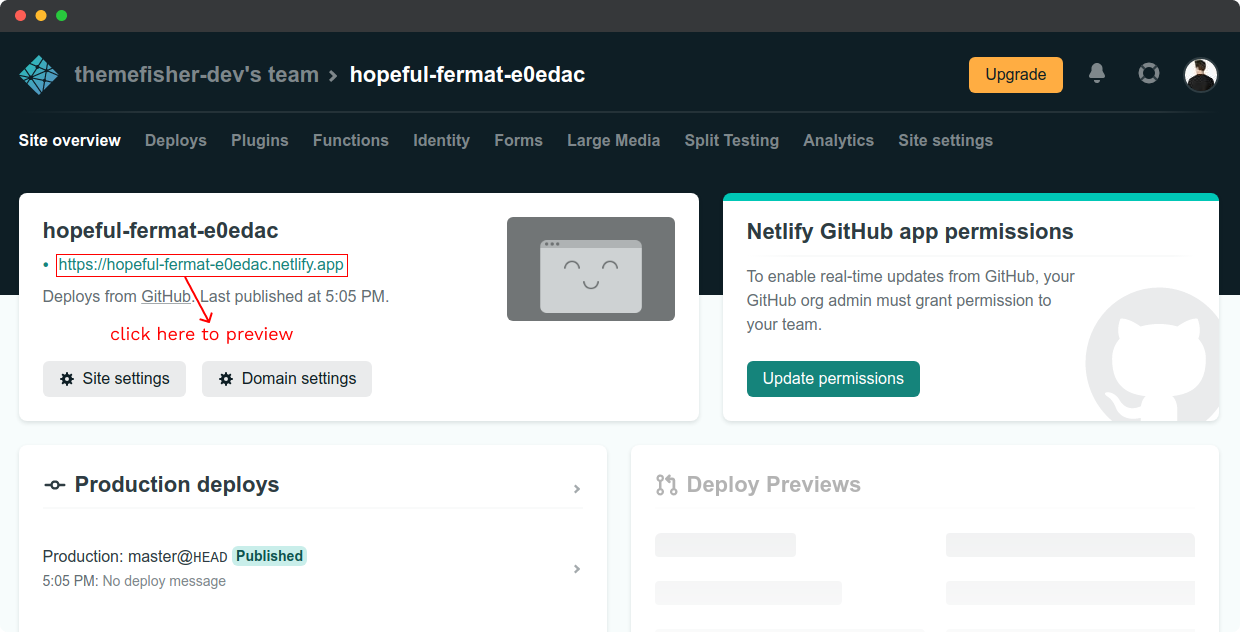 themefisher-dev's team › hopeful-fermat-e0edac
Upgrade
Site overview Deploys Plugins Functions Identity Forms Large Media Split Testing Analytics Site settings
hopeful-fermat-e0edac
• https://hopeful-fermat-e0edac.netlify.app
Deploys from GitHub. Last published at 5:05 PM.
click here to preview
Site settings
Domain settings
Netlify GitHub app permissions
To enable real-time updates from GitHub, your
GitHub org admin must grant permission to
your team.
Update permissions
Production deploys
Production: master@HEAD Published
5:05 PM: No deploy message
Deploy Previews